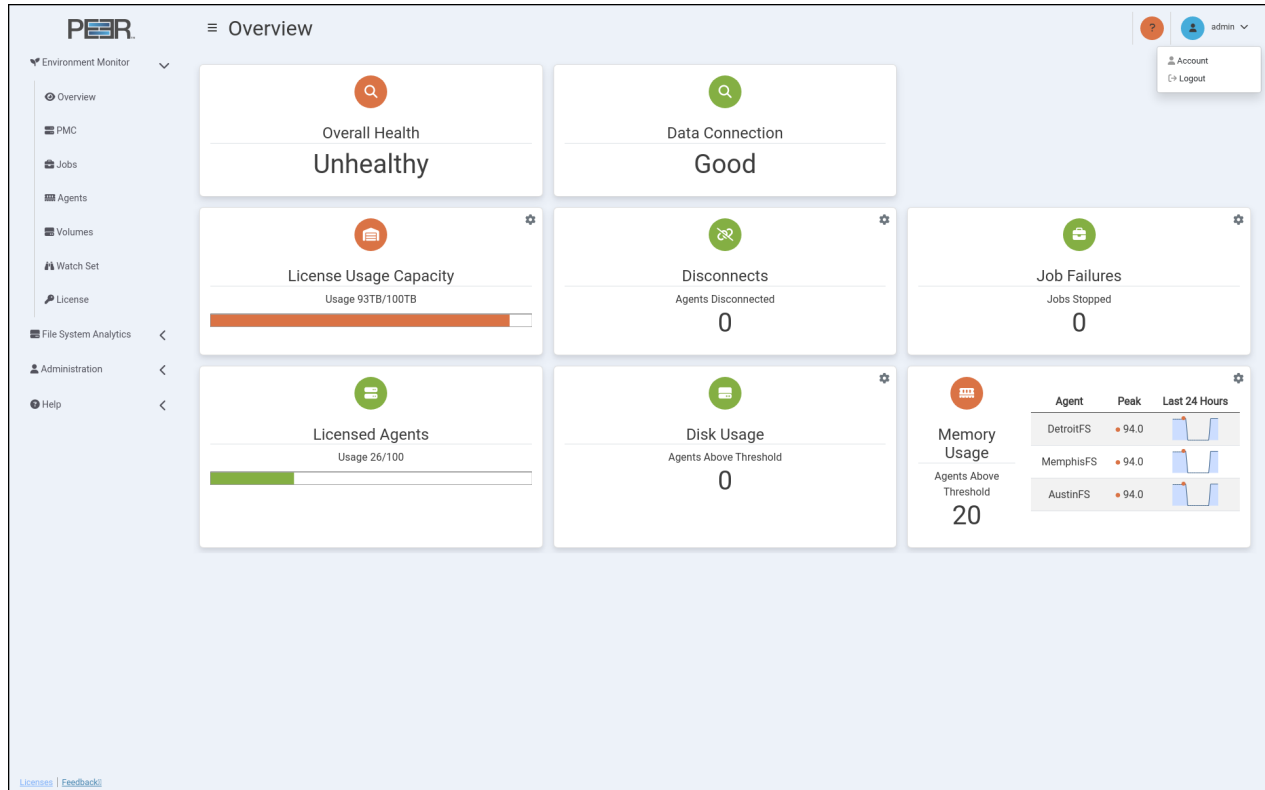 PEER
Overview
?
admin
Account
Logout
Environment Monitor
Overview
PMC
Jobs
Agents
Volumes
Watch Set
License
File System Analytics
Administration
Help
Overall Health
Unhealthy
Data Connection
Good
License Usage Capacity
Usage 93TB/100TB
Disconnects
Agents Disconnected
0
Job Failures
Jobs Stopped
0
Licensed Agents
Usage 26/100
Disk Usage
Agents Above Threshold
0
Memory
Usage
Agents Above
Threshold
20
Agent Peak Last 24 Hours
DetroitFS 94.0
MemphisFS 94.0
AustinFS 94.0
Licenses | Feedback